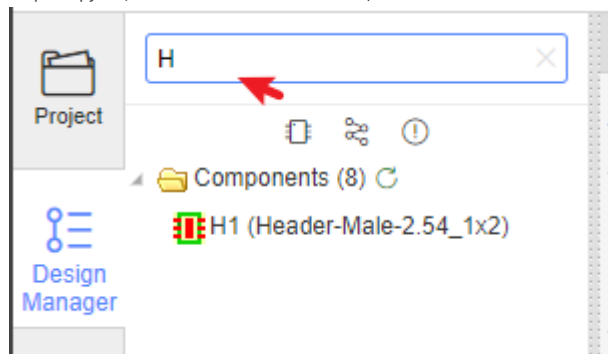 H
Project
Components (8)
H1 (Header-Male-2.54_1x2)
Design
Manager